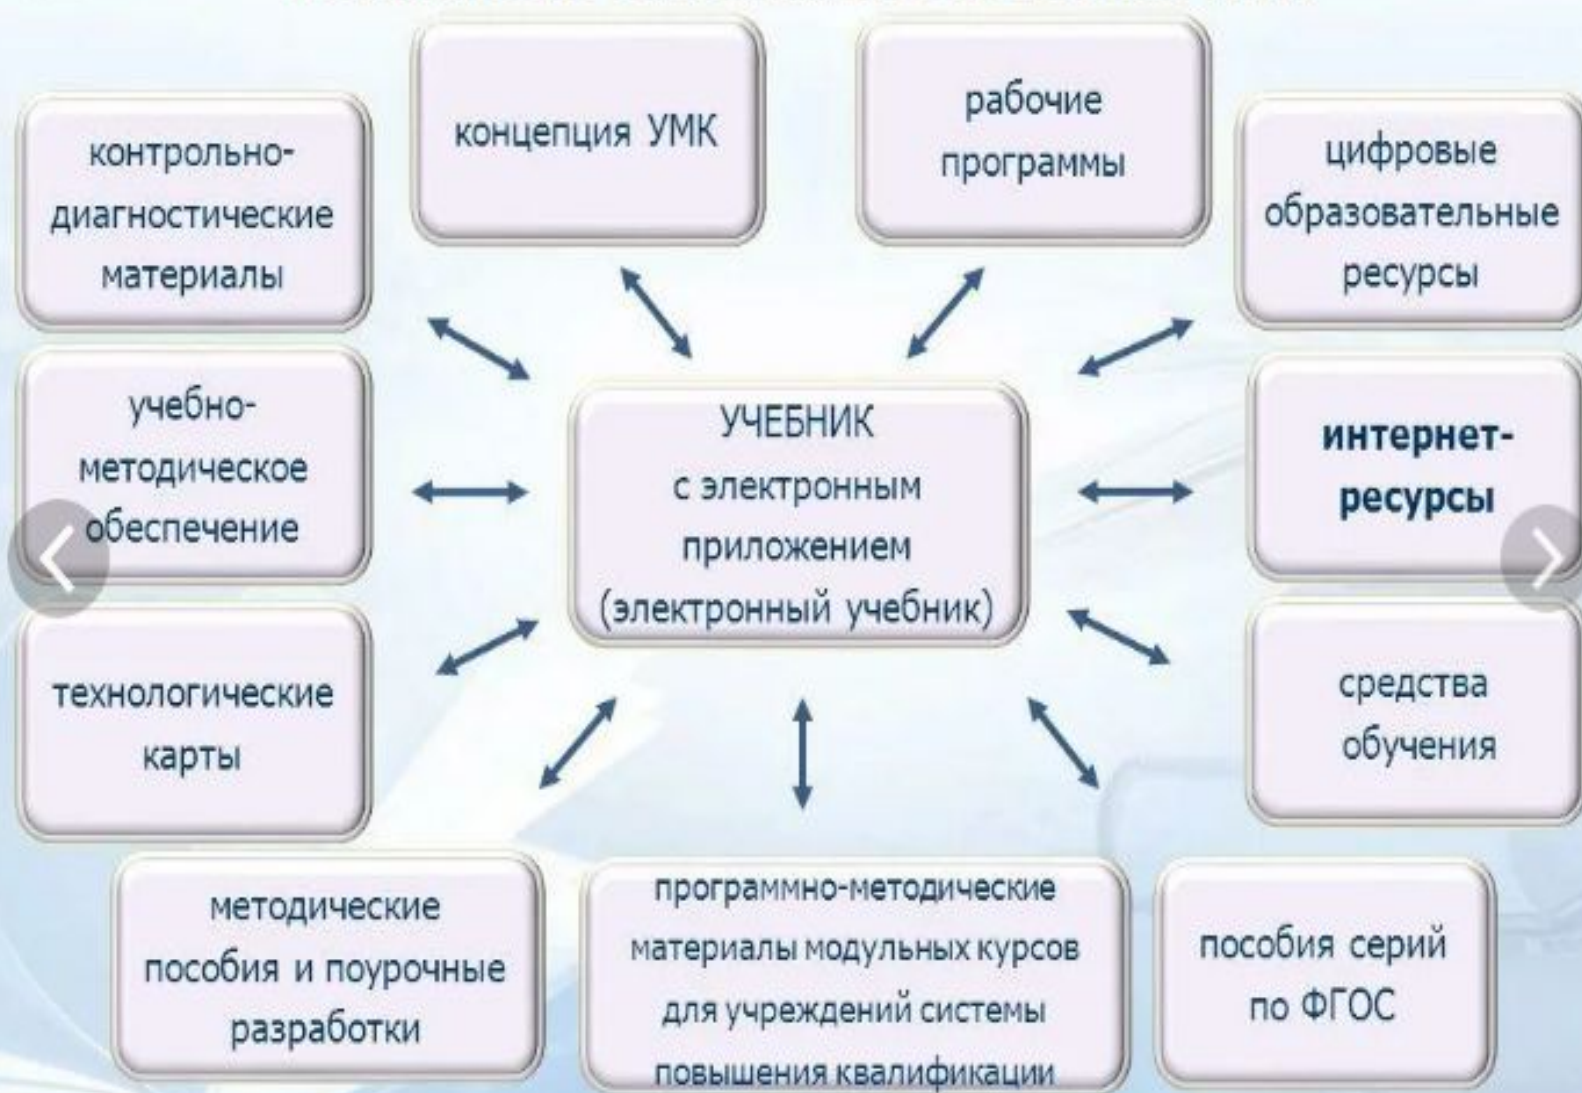 концепция УМК
рабочие
программы
контрольно-
диагностические
материалы
цифровые
образовательные
ресурсы
учебно-
методическое
обеспечение
УЧЕБНИК
с электронным
приложением
(электронный учебник)
интернет-
ресурсы
технологические
карты
средства
обучения
методические
пособия и поурочные
разработки
программно-методические
материалы модульных курсов
для учреждений системы
повышения квалификации
пособия серий
по ФГОС